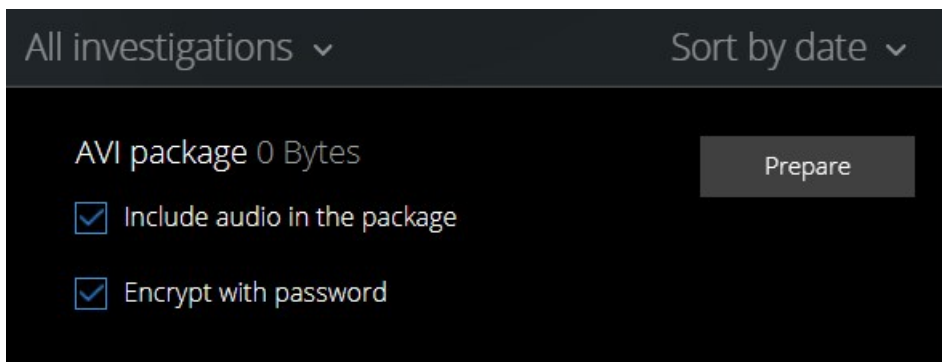 All investigations Sort by date
AVI package 0 Bytes Prepare
Include audio in the package
Encrypt with password